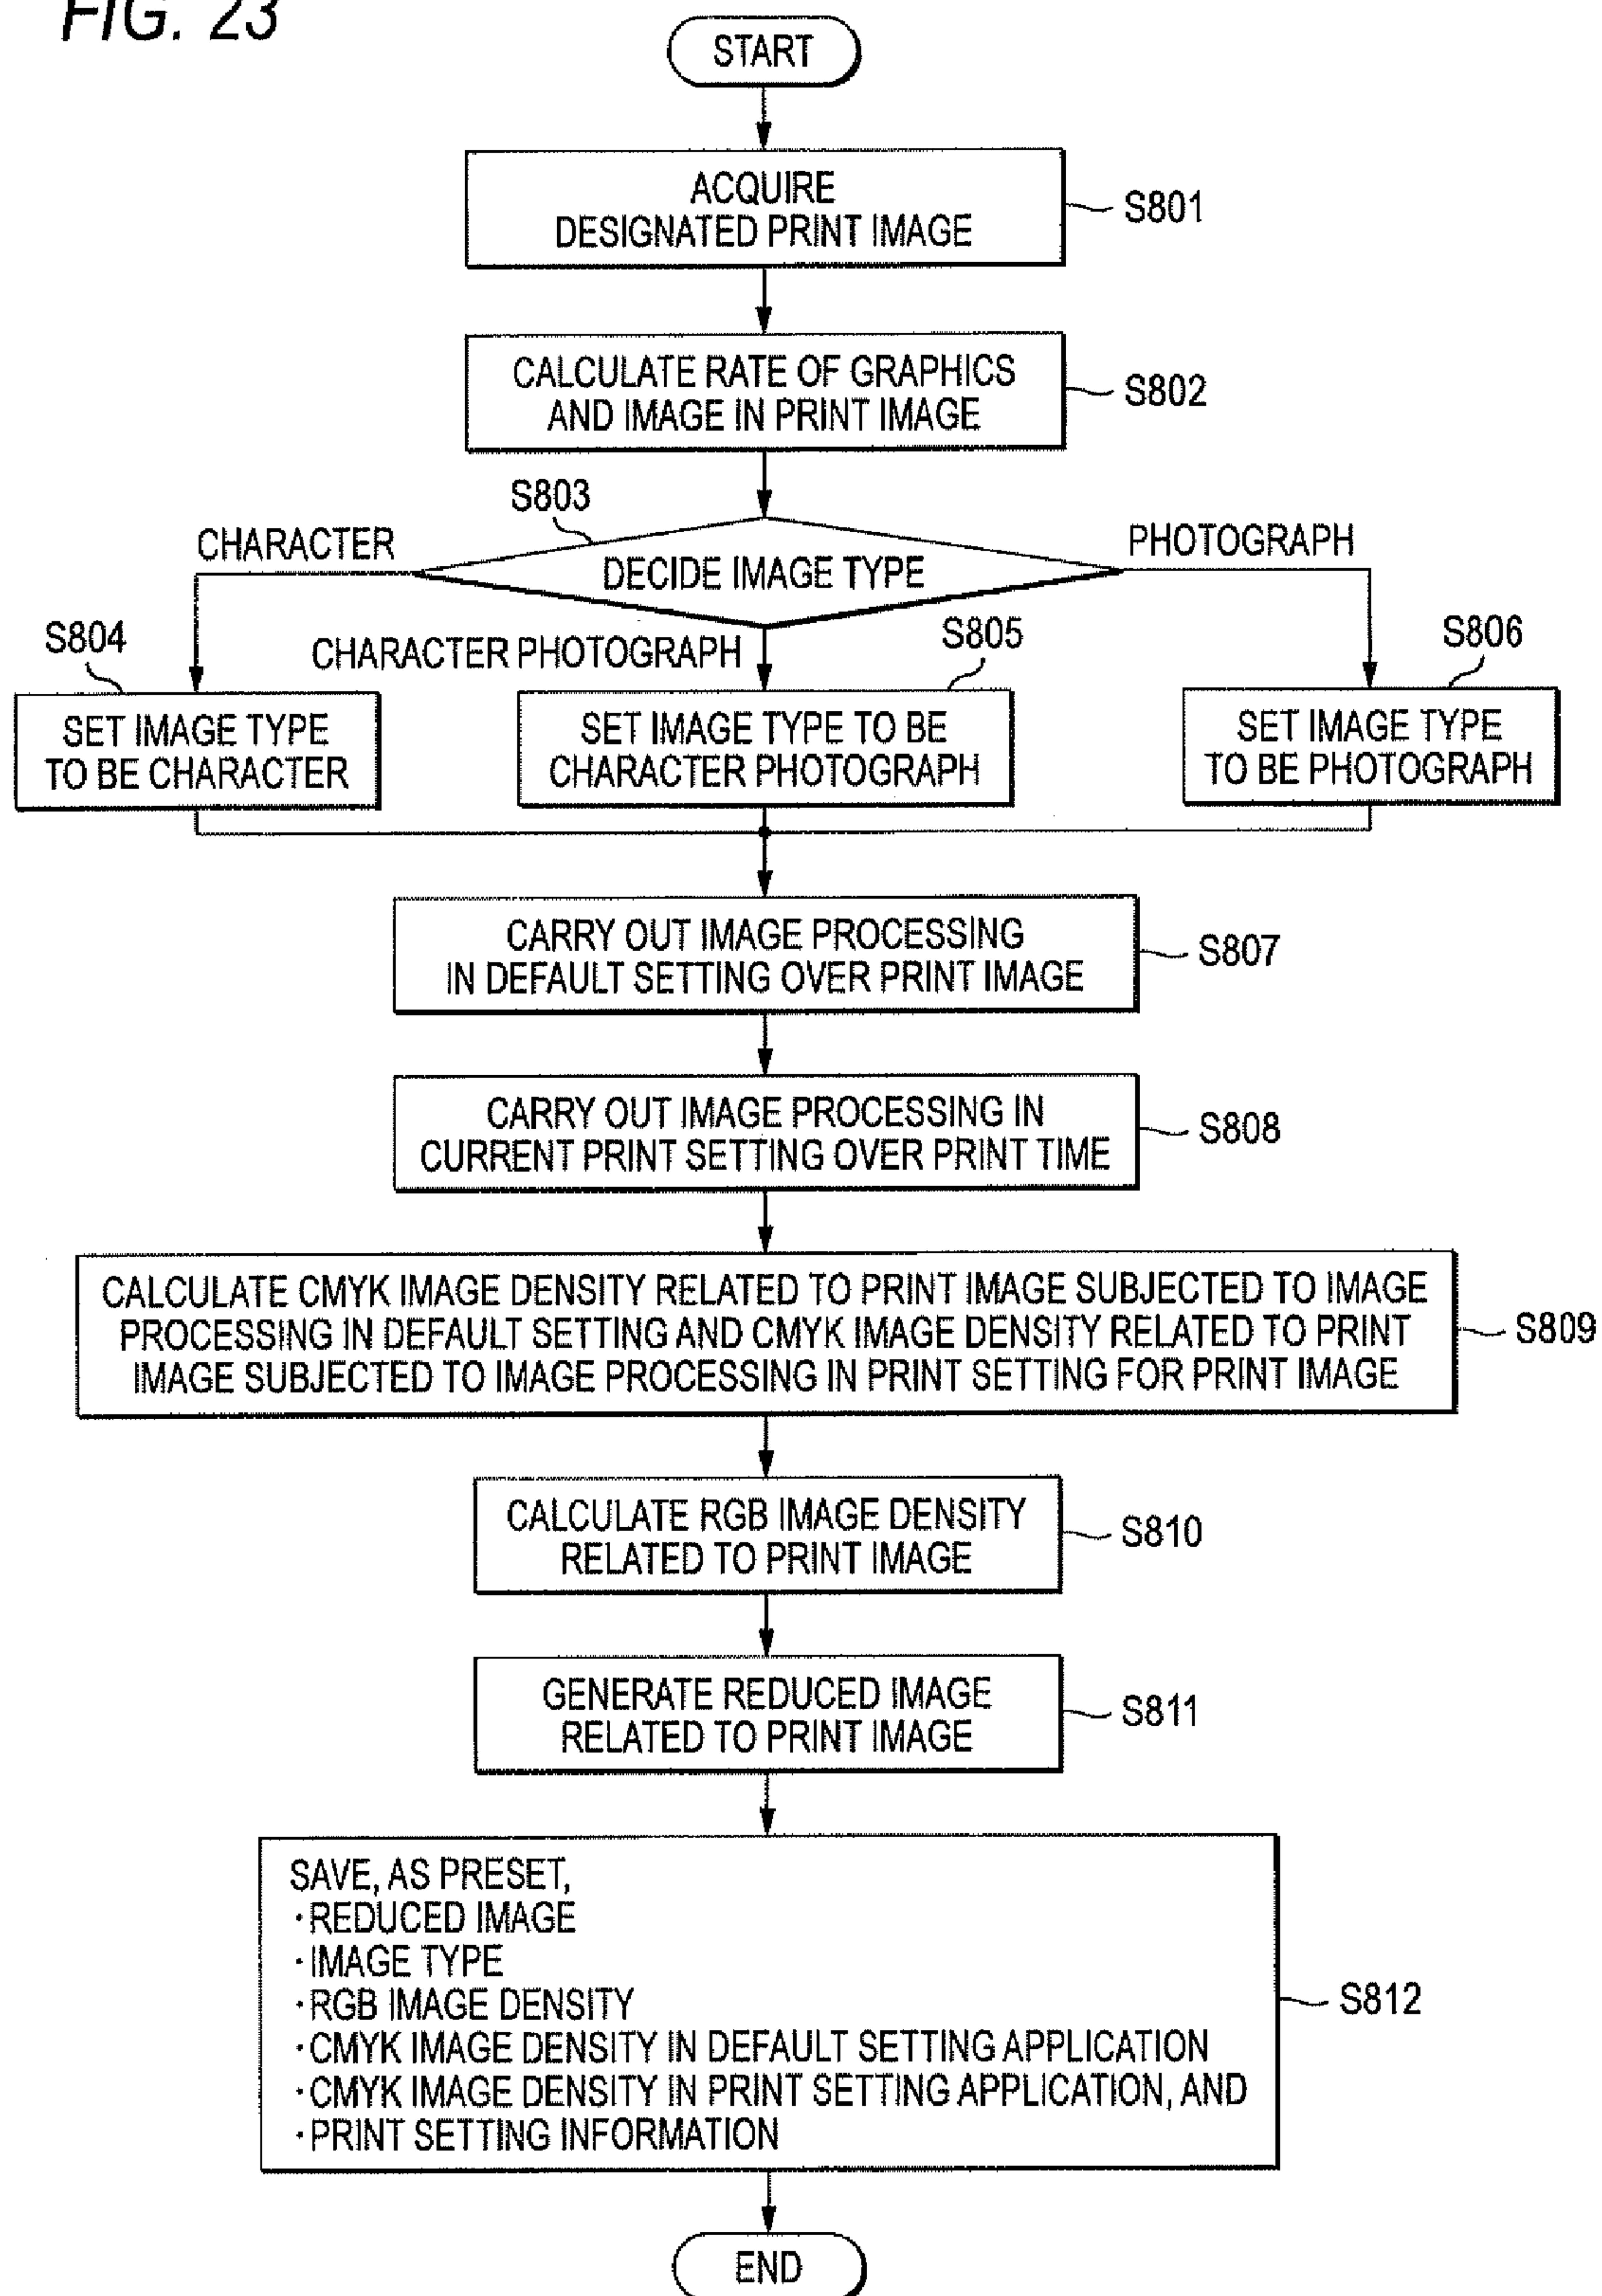 FIG. 23
START
ACQUIRE
DESIGNATED PRINT IMAGE
S801
CALCULATE RATE OF GRAPHICS
AND IMAGE IN PRINT IMAGE
S802
S803
CHARACTER
DECIDE IMAGE TYPE
PHOTOGRAPH
S804
CHARACTER PHOTOGRAPH
S805
S806
SET IMAGE TYPE
TO BE CHARACTER
SET IMAGE TYPE TO BE
CHARACTER PHOTOGRAPH
SET IMAGE TYPE
TO BE PHOTOGRAPH
CARRY OUT IMAGE PROCESSING
IN DEFAULT SETTING OVER PRINT IMAGE
S807
CARRY OUT IMAGE PROCESSING IN
CURRENT PRINT SETTING OVER PRINT TIME
S808
CALCULATE CMYK IMAGE DENSITY RELATED TO PRINT IMAGE SUBJECTED TO IMAGE
PROCESSING IN DEFAULT SETTING AND CMYK IMAGE DENSITY RELATED TO PRINT
IMAGE SUBJECTED TO IMAGE PROCESSING IN PRINT SETTING FOR PRINT IMAGE
S809
CALCULATE RGB IMAGE DENSITY
RELATED TO PRINT IMAGE
S810
GENERATE REDUCED IMAGE
RELATED TO PRINT IMAGE
S811
SAVE, AS PRESET,
・REDUCED IMAGE
・IMAGE TYPE
・RGB IMAGE DENSITY
・CMYK IMAGE DENSITY IN DEFAULT SETTING APPLICATION
・CMYK IMAGE DENSITY IN PRINT SETTING APPLICATION, AND
・PRINT SETTING INFORMATION
S812
END